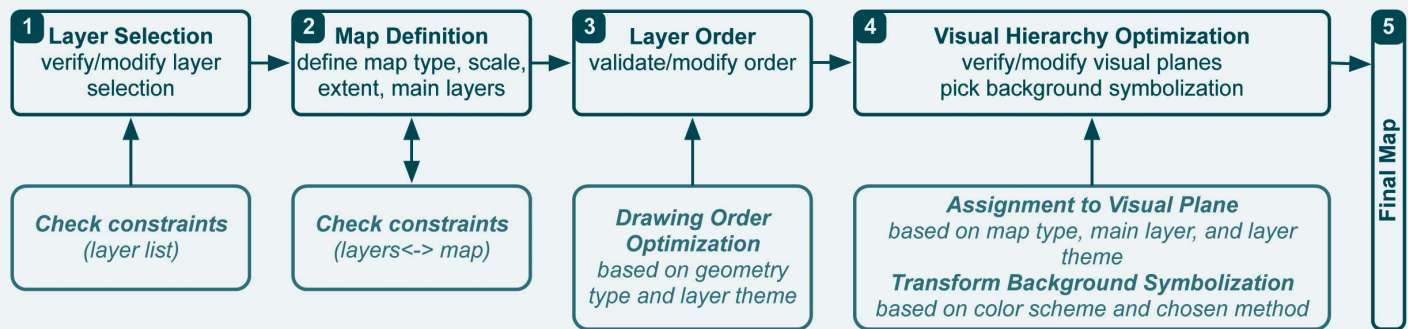 1
Layer Selection
verify/modify layer
selection
2
Map Definition
define map type, scale,
extent, main layers
3
Layer Order
validate/modify order
4
Visual Hierarchy Optimization
verify/modify visual planes
pick background symbolization
5
Final Map
Check constraints
(layer list)
Check constraints
(layers<-> map)
Drawing Order
Optimization
based on geometry
type and layer theme
Assignment to Visual Plane
based on map type, main layer, and layer
theme
Transform Background Symbolization
based on color scheme and chosen method